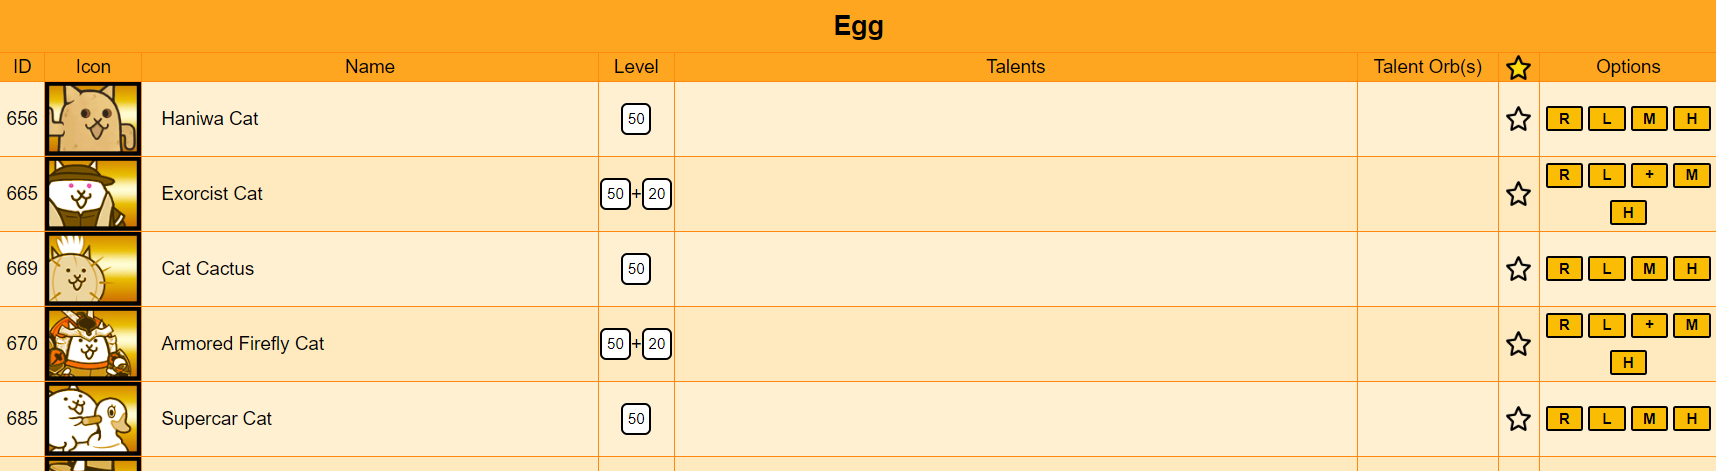 Egg
ID Icon Name Level Talents Talent Orb(s) Options
656 Haniwa Cat 50 R L M H
665 Exorcist Cat 50+20 R L + M
H
669 Cat Cactus 50 R L M H
670 Armored Firefly Cat 50+20 R L + M
H
685 Supercar Cat 50 R L M H